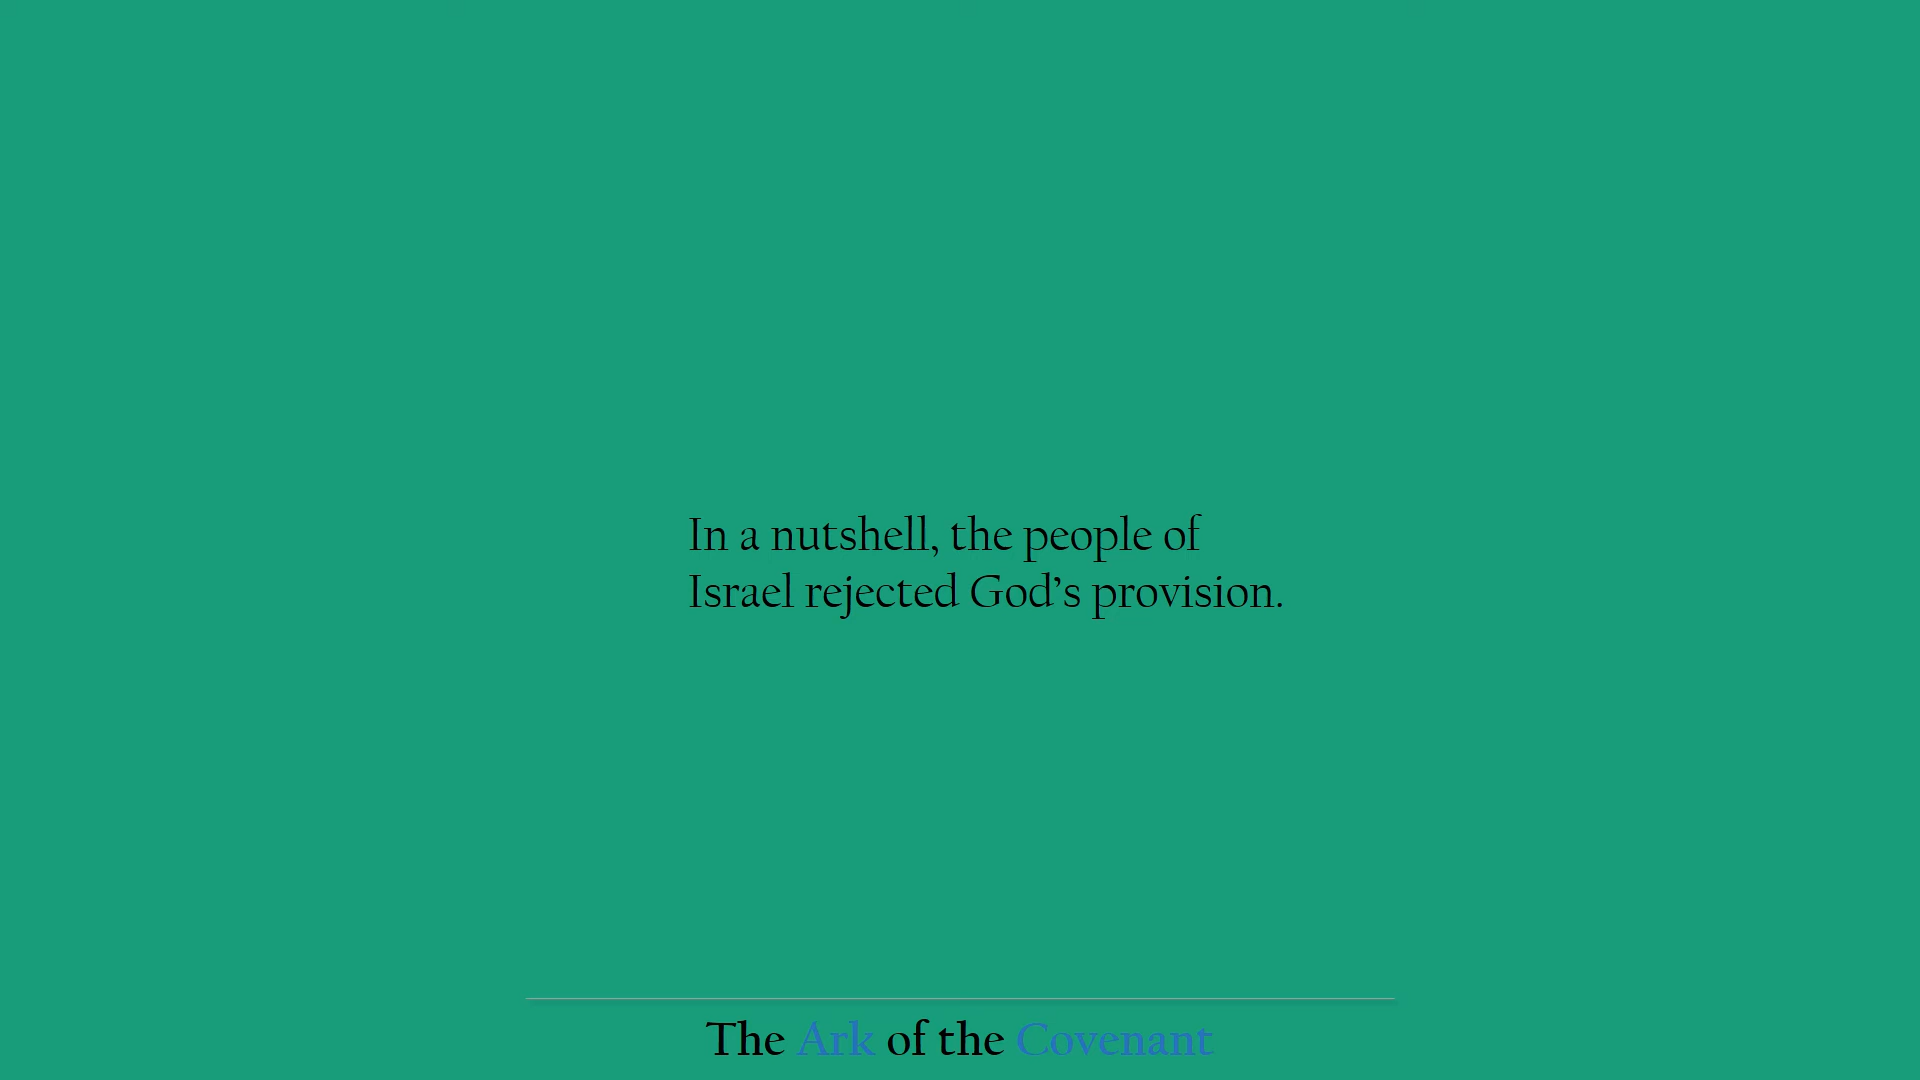 In a nutshell, the people of
Israel rejected God’s provision.
The Ark of the Covenant